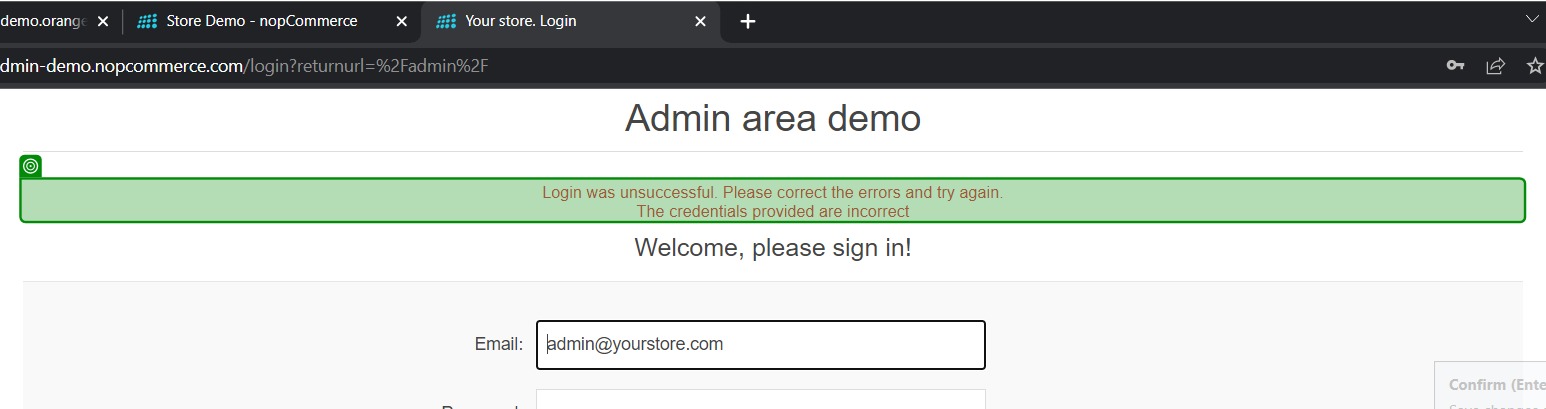 demo.orange
Store Demo - nopCommerce
Your store. Login
dmin-demo.nopcommerce.com/login?returnurl=%2Fadmin%2F
Admin area demo
Login was unsuccessful. Please correct the errors and try again.
The credentials provided are incorrect
Welcome, please sign in!
Email: admin@yourstore.com
Confirm (Ente